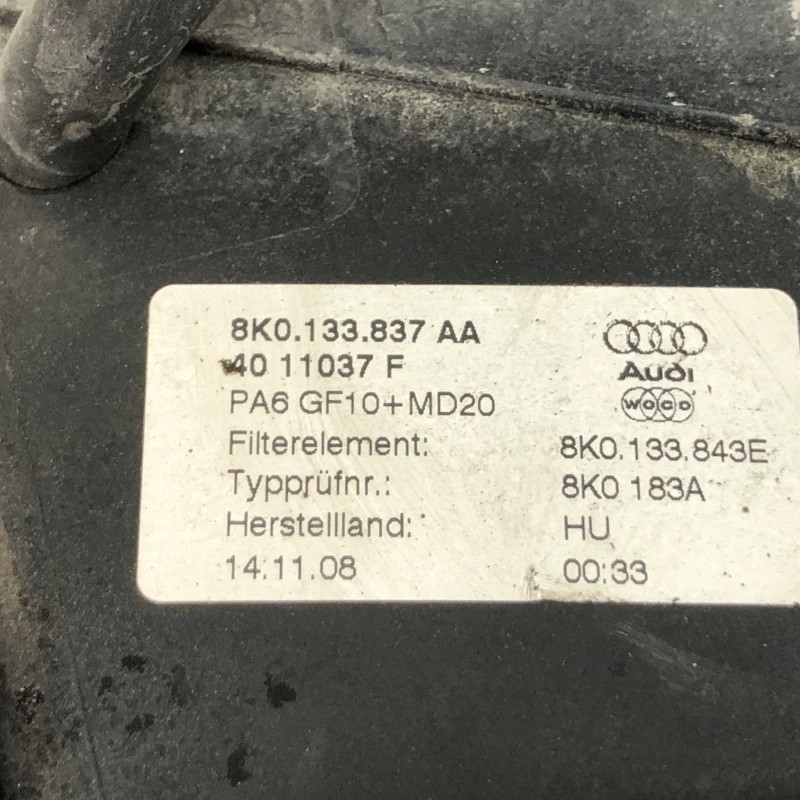 8K0.133.837 AA
40 11037 F
Audi
PA6 GF10+MD20
WOCO
Filterelement: 8K0.133.843E
Typprüfnr.: 8K0 183A
Herstellland: HU
14.11.08 00:33